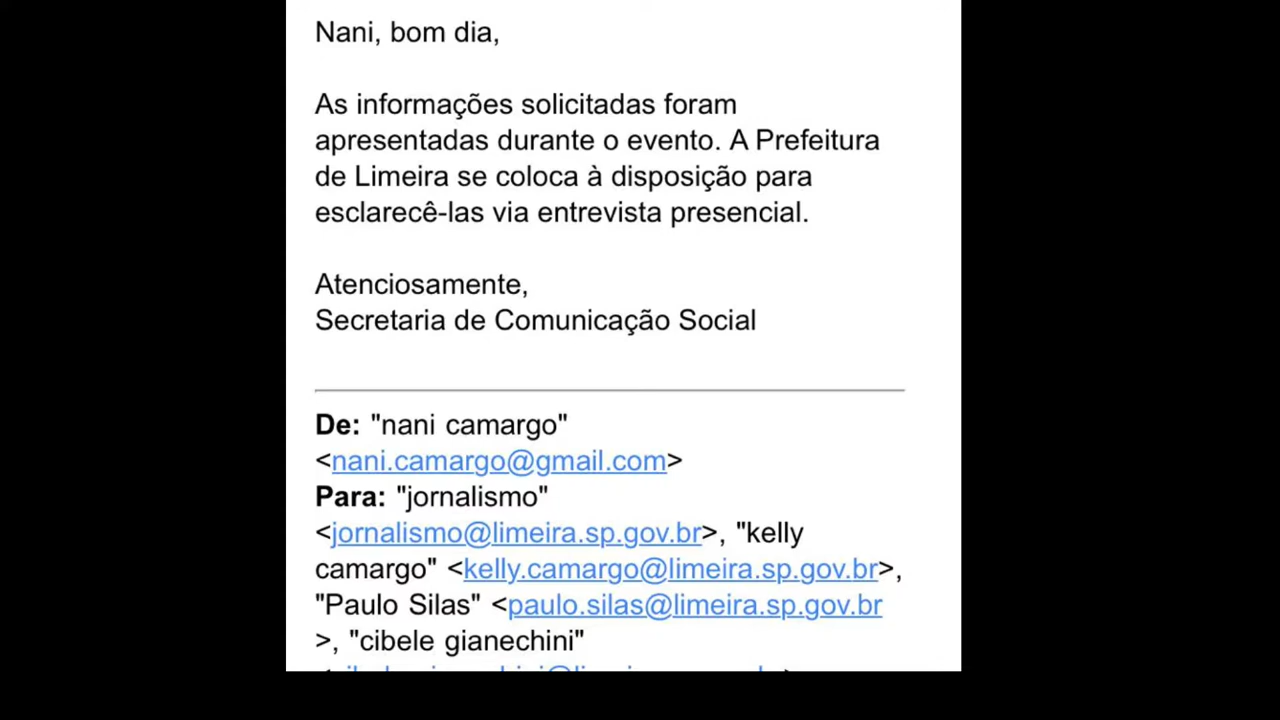 Nani, bom dia,
As informações solicitadas foram
apresentadas durante o evento. A Prefeitura
de Limeira se coloca à disposição para
esclarecê-las via entrevista presencial.
Atenciosamente,
Secretaria de Comunicação Social
De: "nani camargo"
<nani.camargo@gmail.com>
Para: "jornalismo"
<jornalismo@limeira.sp.gov.br>, "kelly
camargo" <kelly.camargo@limeira.sp.gov.br>,
"Paulo Silas" <paulo.silas@limeira.sp.gov.br
>, "cibele gianechini"